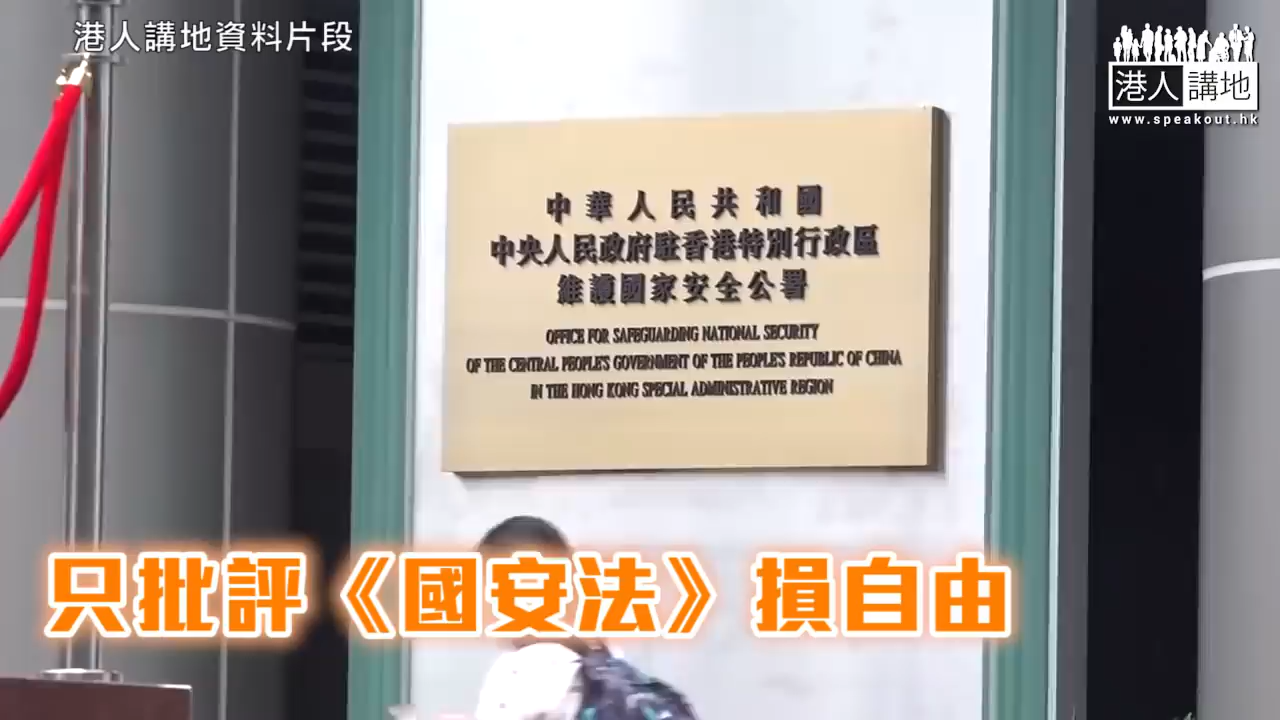 港人講地資料片段
港人講地
www.speakout.hk
中華人民共和國
中央人民政府駐香港特別行政區
維護國家安全公署
OFFICE FOR SAFEGUARDING NATIONAL SECURITY
OF THE CENTRAL PEOPLE'S GOVERNMENT OF THE PEOPLE'S REPUBLIC OF CHINA
IN THE HONG KONG SPECIAL ADMINISTRATIVE REGION
只批評《國安法》損自由